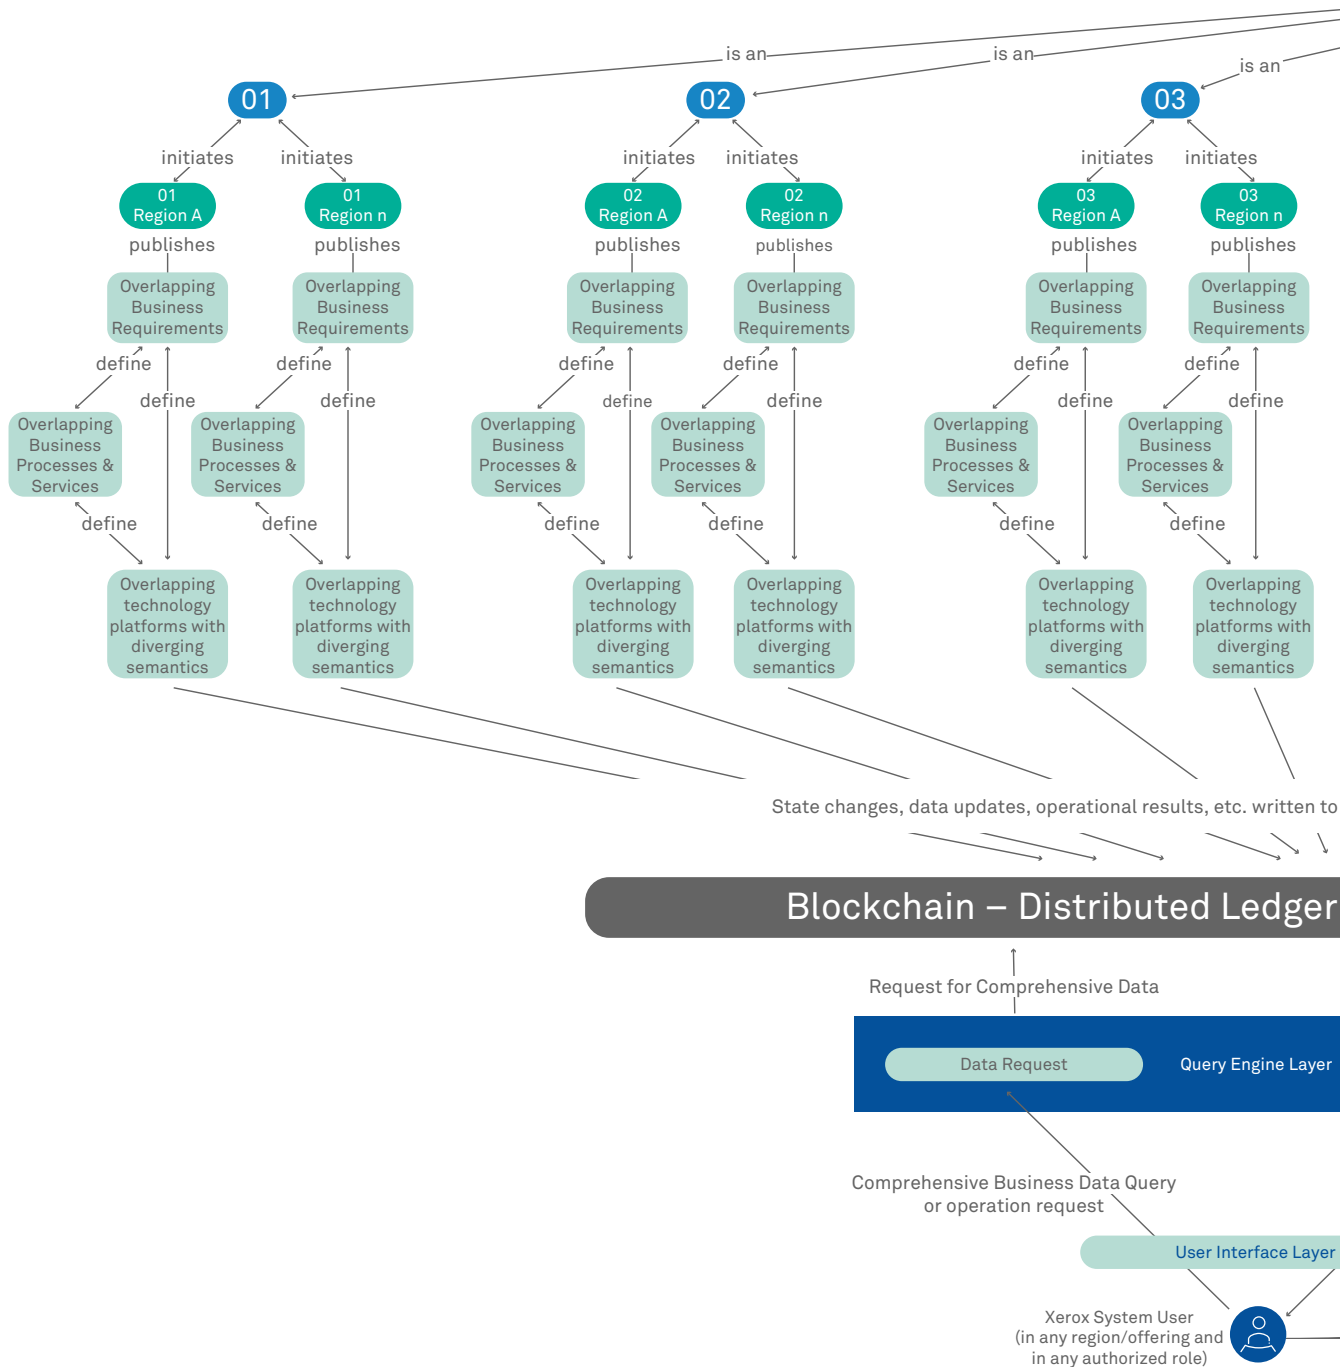 is an
is an
is an
01
02
03
initiates
initiates
initiates
initiates
initiates
initiates
01
Region A
01
Region n
02
Region A
02
Region n
03
Region A
03
Region n
publishes
publishes
publishes
publishes
publishes
publishes
Overlapping
Business
Requirements
Overlapping
Business
Requirements
Overlapping
Business
Requirements
Overlapping
Business
Requirements
Overlapping
Business
Requirements
Overlapping
Business
Requirements
define
define
define
define
define
define
define
define
define
define
define
define
Overlapping
Business
Processes &
Services
Overlapping
Business
Processes &
Services
Overlapping
Business
Processes &
Services
Overlapping
Business
Processes &
Services
Overlapping
Business
Processes &
Services
Overlapping
Business
Processes &
Services
define
define
define
define
define
define
Overlapping
technology
platforms with
diverging
semantics
Overlapping
technology
platforms with
diverging
semantics
Overlapping
technology
platforms with
diverging
semantics
Overlapping
technology
platforms with
diverging
semantics
Overlapping
technology
platforms with
diverging
semantics
Overlapping
technology
platforms with
diverging
semantics
State changes, data updates, operational results, etc. written to
Blockchain – Distributed Ledger
Request for Comprehensive Data
Data Request
Query Engine Layer
Comprehensive Business Data Query
or operation request
User Interface Layer
Xerox System User
(in any region/offering and
in any authorized role)